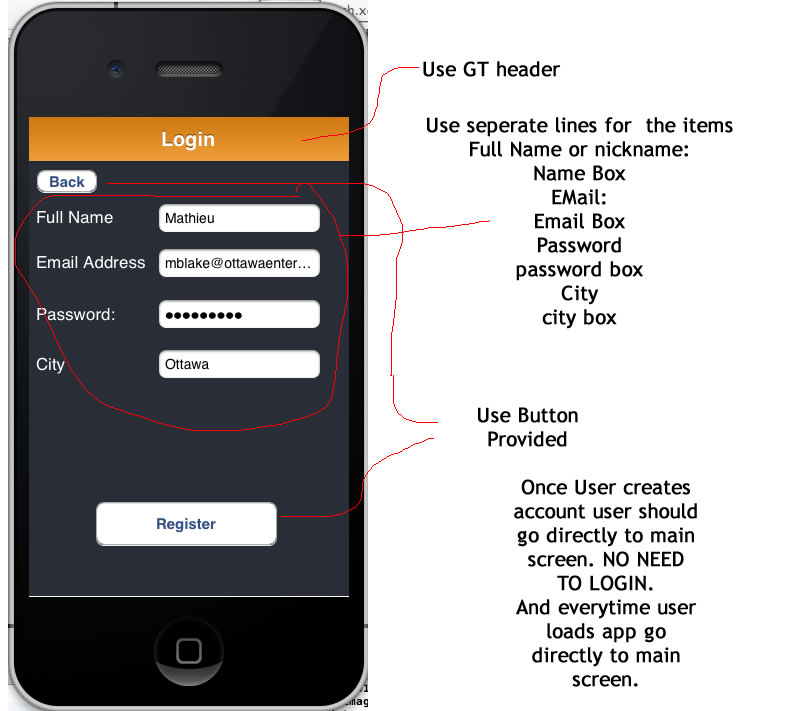 ch.xc
Login
Back
Full Name
Mathieu
Email Address
mblake@ottawaenter...
Password:
●●●●●●●●●
City
Ottawa
Register
Use GT header
Use seperate lines for the items
Full Name or nickname:
Name Box
EMail:
Email Box
Password
password box
City
city box
Use Button
Provided
Once User creates
account user should
go directly to main
screen. NO NEED
TO LOGIN.
And everytime user
loads app go
directly to main
screen.